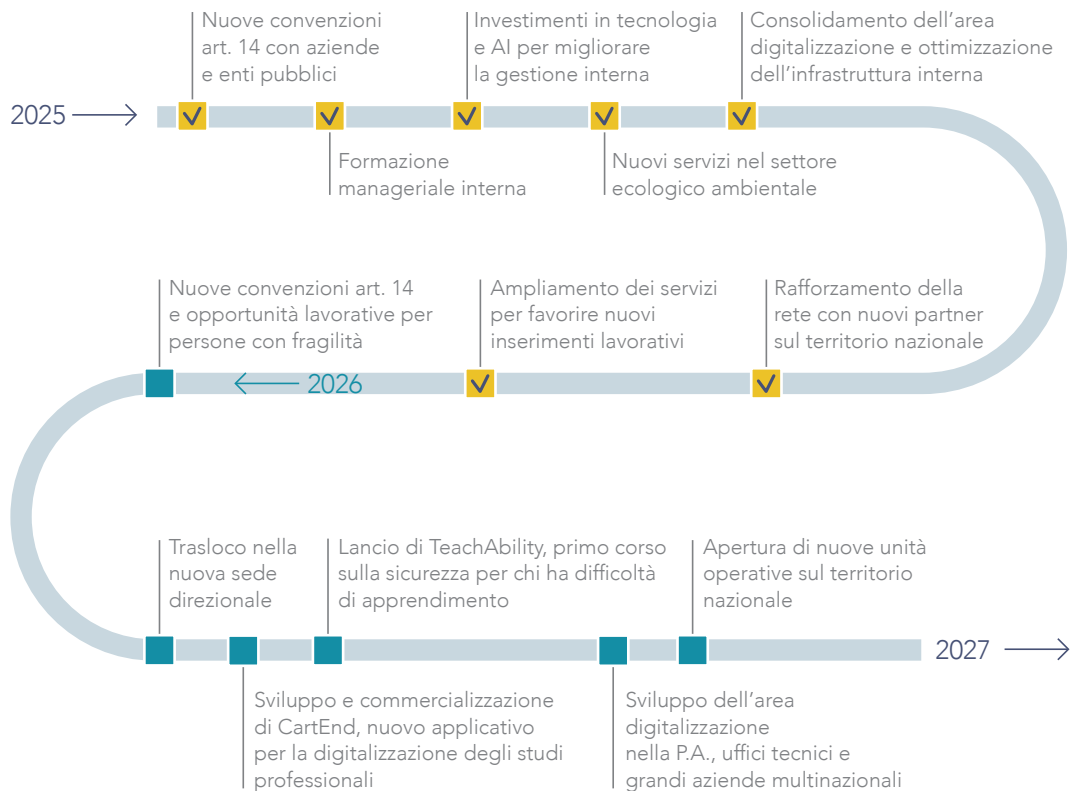 2025
Nuove convenzioni
art. 14 con aziende
e enti pubblici
Formazione
manageriale interna
Investimenti in tecnologia
e AI per migliorare
la gestione interna
Nuovi servizi nel settore
ecologico ambientale
Consolidamento dell’area
digitalizzazione e ottimizzazione
dell’infrastruttura interna
Rafforzamento della
rete con nuovi partner
sul territorio nazionale
Ampliamento dei servizi
per favorire nuovi
inserimenti lavorativi
2026
Nuove convenzioni art. 14
e opportunità lavorative per
persone con fragilità
Trasloco nella
nuova sede
direzionale
Sviluppo e commercializzazione
di CartEnd, nuovo applicativo
per la digitalizzazione degli studi
professionali
Lancio di TeachAbility, primo corso
sulla sicurezza per chi ha difficoltà
di apprendimento
Sviluppo dell’area
digitalizzazione
nella P.A., uffici tecnici e
grandi aziende multinazionali
Apertura di nuove unità
operative sul territorio
nazionale
2027